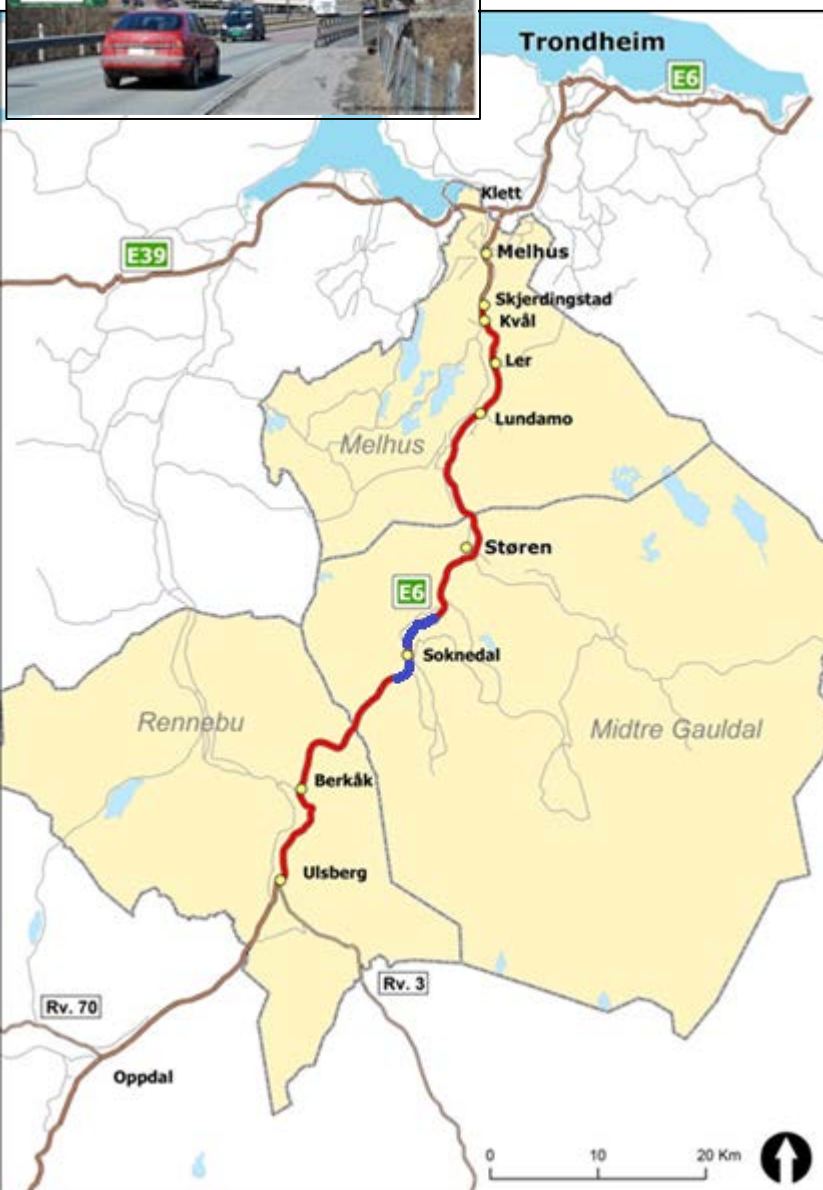 Trondheim
E6
Klett
E39
Melhus
Skjerdingstad
Kvål
Ler
Lundamo
Melhus
Støren
E6
Soknedal
Rennebu
Midtre Gauldal
Berkåk
Ulsberg
Rv. 3
Rv. 70
Oppdal
0 10 20 Km